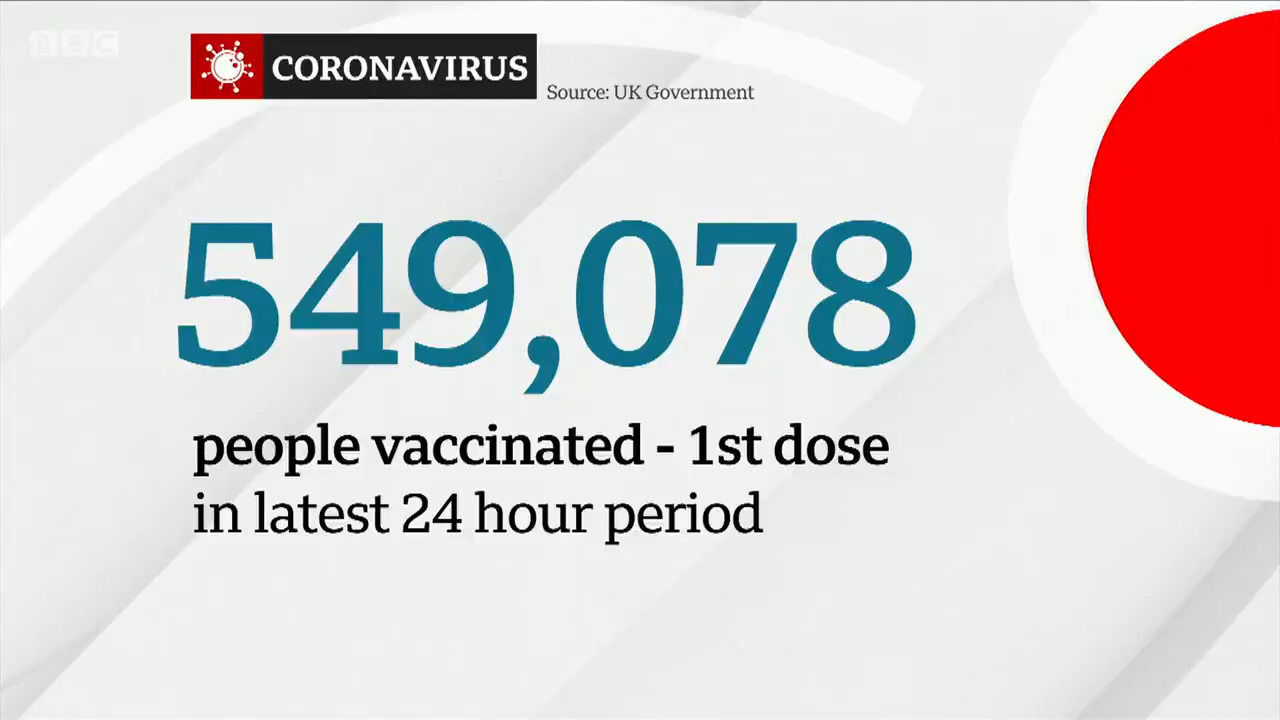 BBC
CORONAVIRUS
Source: UK Government
549,078
people vaccinated - 1st dose
in latest 24 hour period